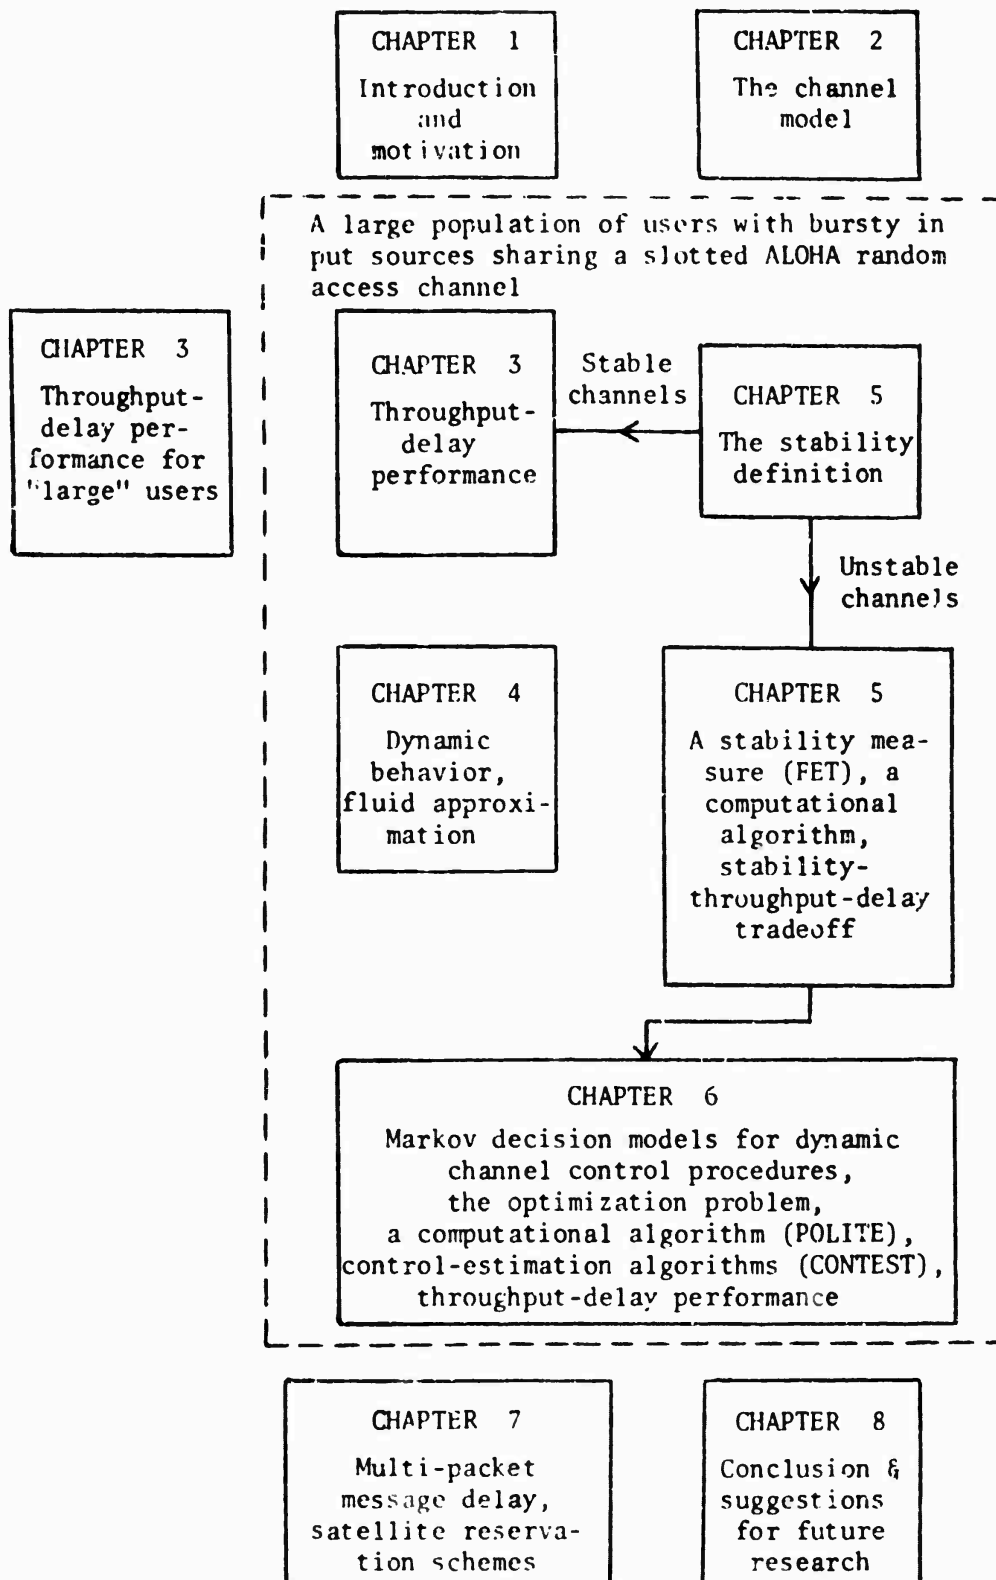 CHAPTER 1
Introduction
and
motivation
CHAPTER 2
The channel
model
A large population of users with bursty in
put sources sharing a slotted ALOHA random
access channel
CHAPTER 3
Throughput-
delay per-
formance for
"large" users
CHAPTER 3
Throughput-
delay
performance
Stable
channels
CHAPTER 5
The stability
definition
Unstable
channels
CHAPTER 4
Dynamic
behavior,
fluid approxi-
mation
CHAPTER 5
A stability mea-
sure (FET), a
computational
algorithm,
stability-
throughput-delay
tradeoff
CHAPTER 6
Markov decision models for dynamic
channel control procedures,
the optimization problem,
a computational algorithm (POLITE),
control-estimation algorithms (CONTEST),
throughput-delay performance
CHAPTER 7
Multi-packet
message delay,
satellite reserva-
tion schemes
CHAPTER 8
Conclusion &
suggestions
for future
research